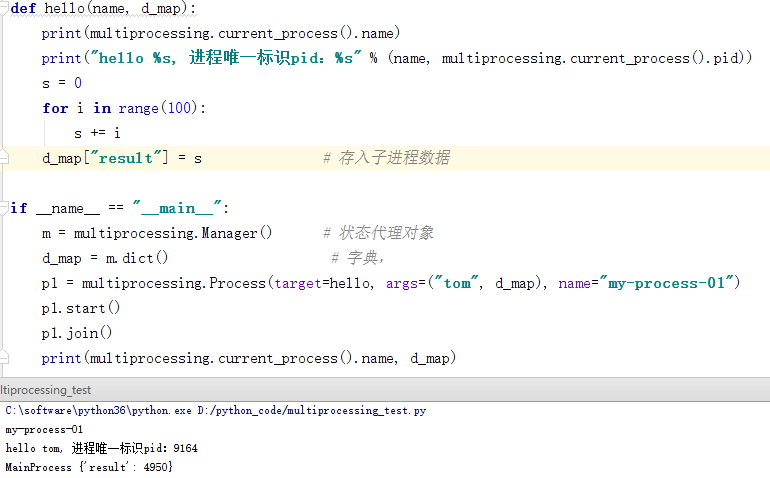 def hello(name, d_map):
    print(multiprocessing.current_process().name)
    print("hello %s, 进程唯一标识pid: %s" % (name, multiprocessing.current_process().pid))
    s = 0
    for i in range(100):
        s += i
    d_map["result"] = s               # 存入子进程数据
if __name__ == "__main__":
    m = multiprocessing.Manager()      # 状态代理对象
    d_map = m.dict()                    # 字典,
    p1 = multiprocessing.Process(target=hello, args=("tom", d_map), name="my-process-01")
    p1.start()
    p1.join()
    print(multiprocessing.current_process().name, d_map)
ltiprocessing_test
C:\software\python36\python.exe D:/python_code/multiprocessing_test.py
my-process-01
hello tom, 进程唯一标识pid: 9164
MainProcess {'result': 4950}